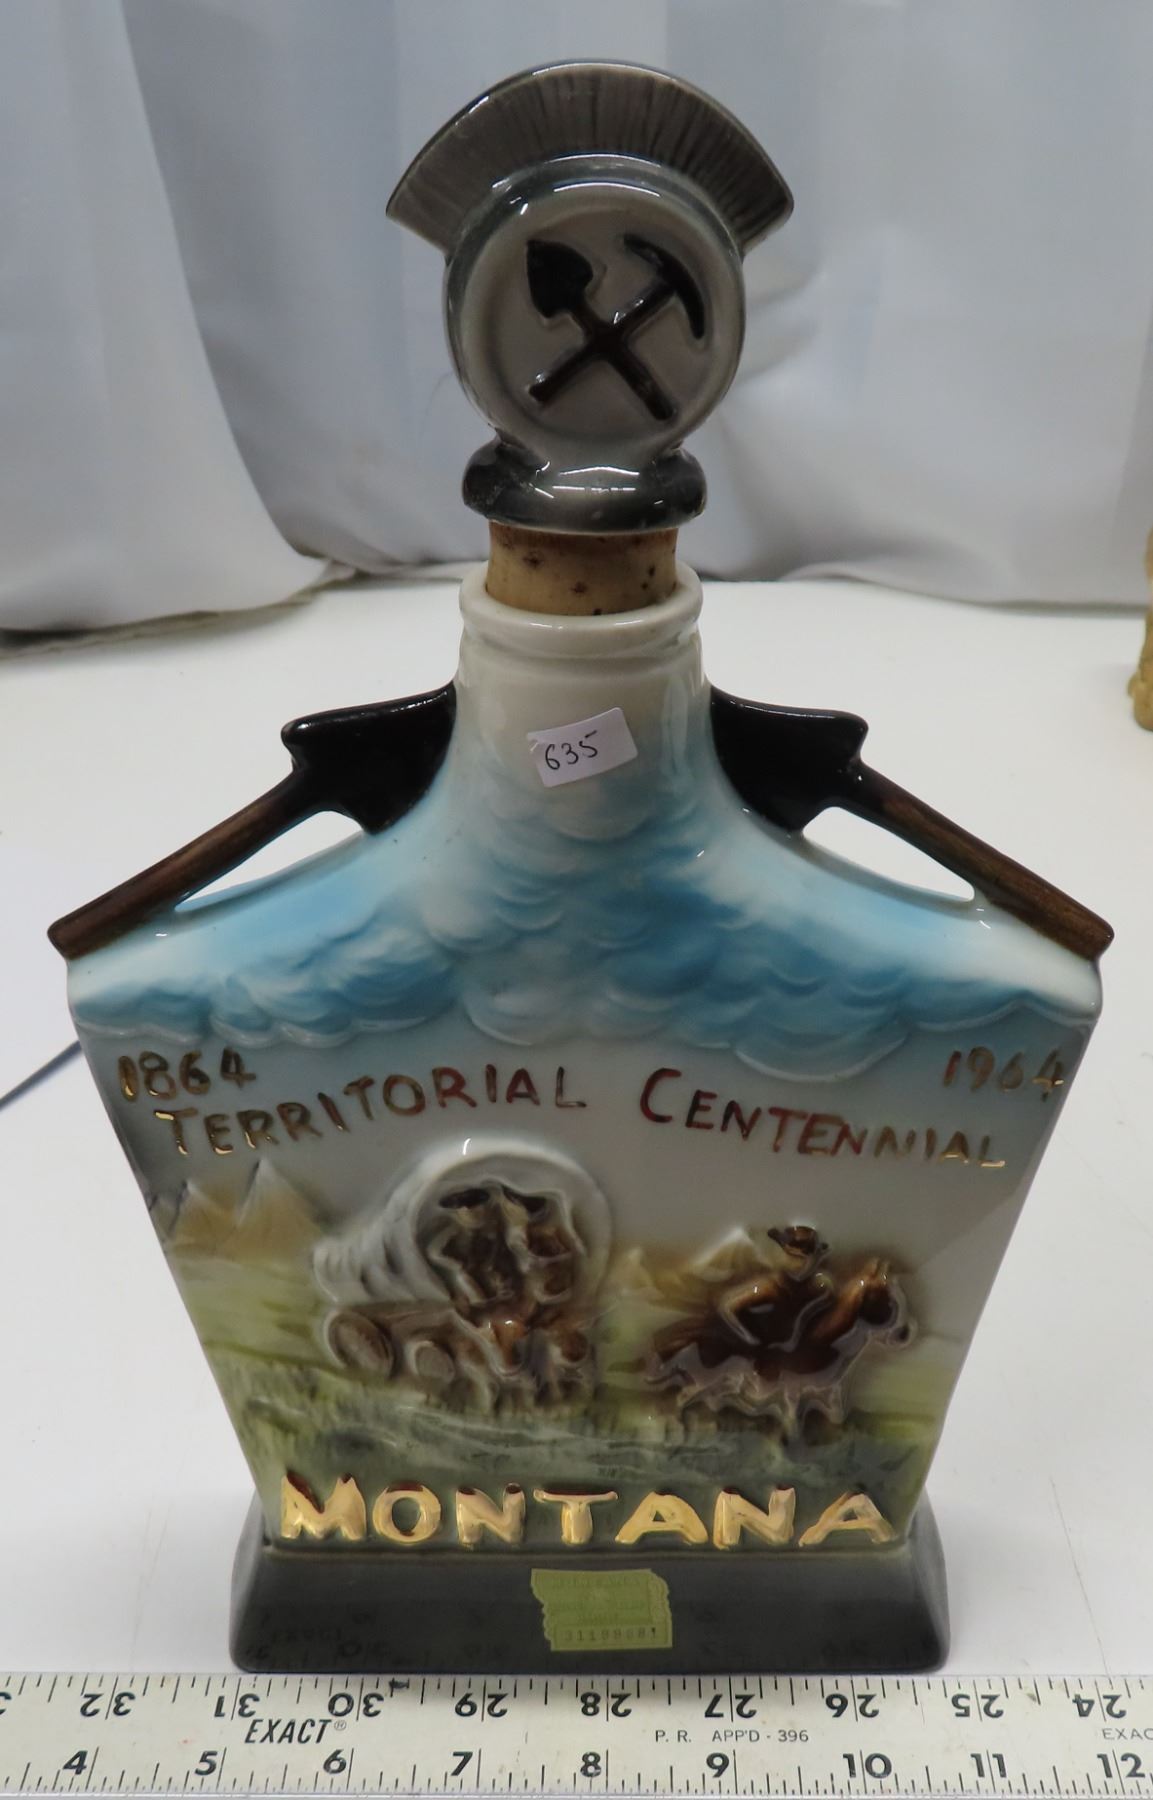 635
1864 1964
TERRITORIAL CENTENNIAL
MONTANA
32 31 30 29 28 27 26 25 24
EXACT® P. R. APP'D - 396 EXAC
4 5 6 7 8 9 10 11 12